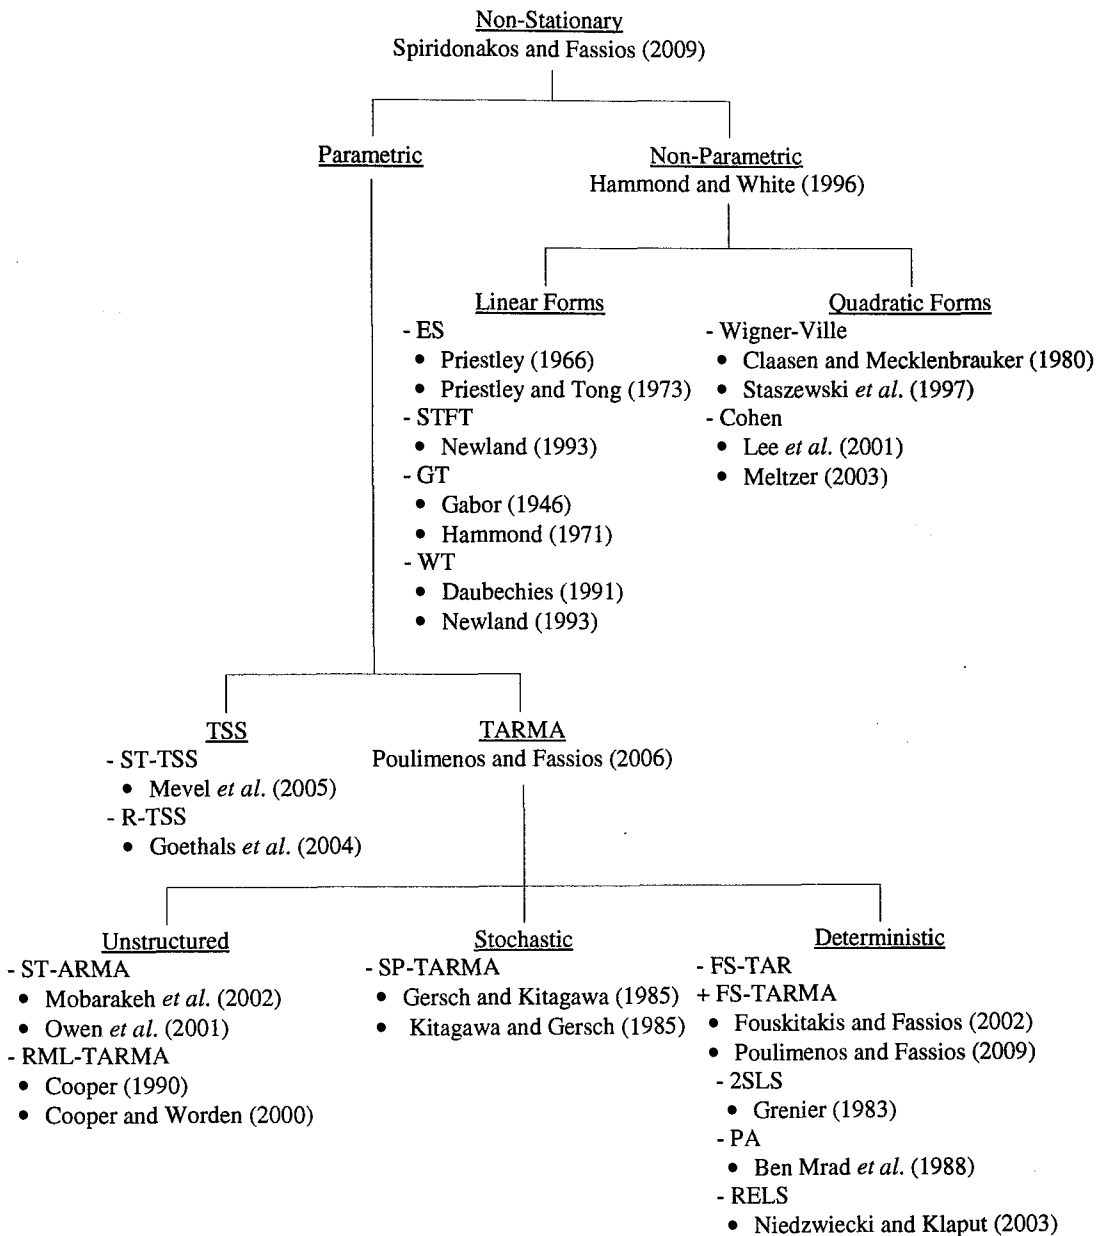 Non-Stationary
Spiridonakos and Fassios (2009)
Parametric
Non-Parametric
Hammond and White (1996)
Linear Forms
- ES
• Priestley (1966)
• Priestley and Tong (1973)
- STFT
• Newland (1993)
- GT
• Gabor (1946)
• Hammond (1971)
- WT
• Daubechies (1991)
• Newland (1993)
Quadratic Forms
- Wigner-Ville
• Claasen and Mecklenbrauker (1980)
• Staszewski et al. (1997)
- Cohen
• Lee et al. (2001)
• Meltzer (2003)
TSS
- ST-TSS
• Mevel et al. (2005)
- R-TSS
• Goethals et al. (2004)
TARMA
Poulimenos and Fassios (2006)
Unstructured
- ST-ARMA
• Mobarakeh et al. (2002)
• Owen et al. (2001)
- RML-TARMA
• Cooper (1990)
• Cooper and Worden (2000)
Stochastic
- SP-TARMA
• Gersch and Kitagawa (1985)
• Kitagawa and Gersch (1985)
Deterministic
- FS-TAR
+ FS-TARMA
• Fouskitakis and Fassios (2002)
• Poulimenos and Fassios (2009)
- 2SLS
• Grenier (1983)
- PA
• Ben Mrad et al. (1988)
- RELS
• Niedzwiecki and Klaput (2003)